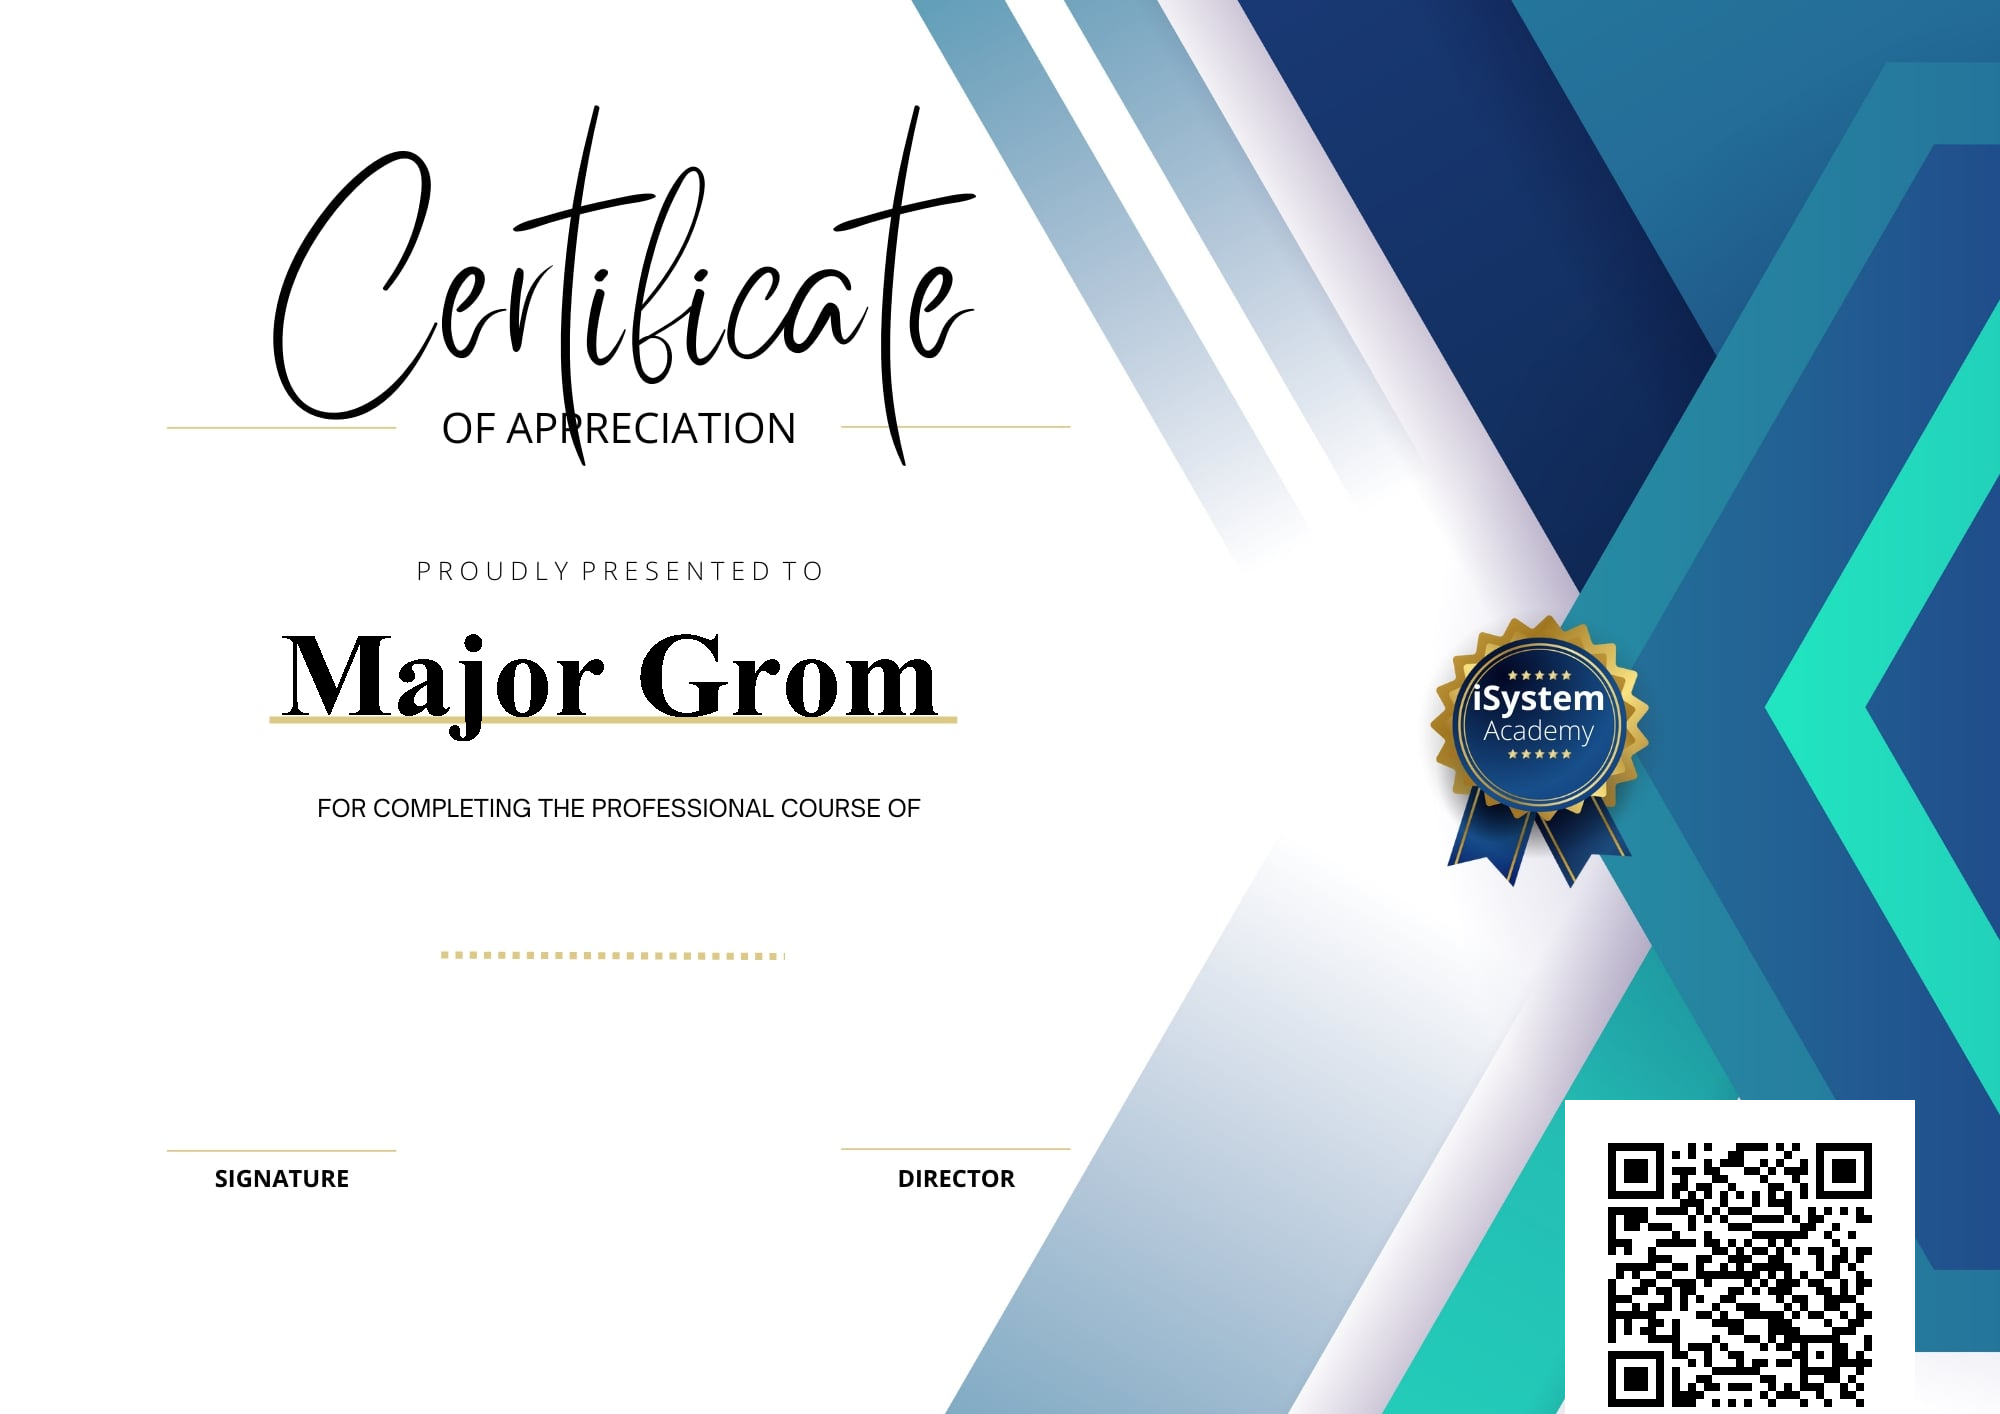 Certificate
OF APPRECIATION
PROUDLY PRESENTED TO
Major Grom
FOR COMPLETING THE PROFESSIONAL COURSE OF
iSystem
Academy
SIGNATURE
DIRECTOR